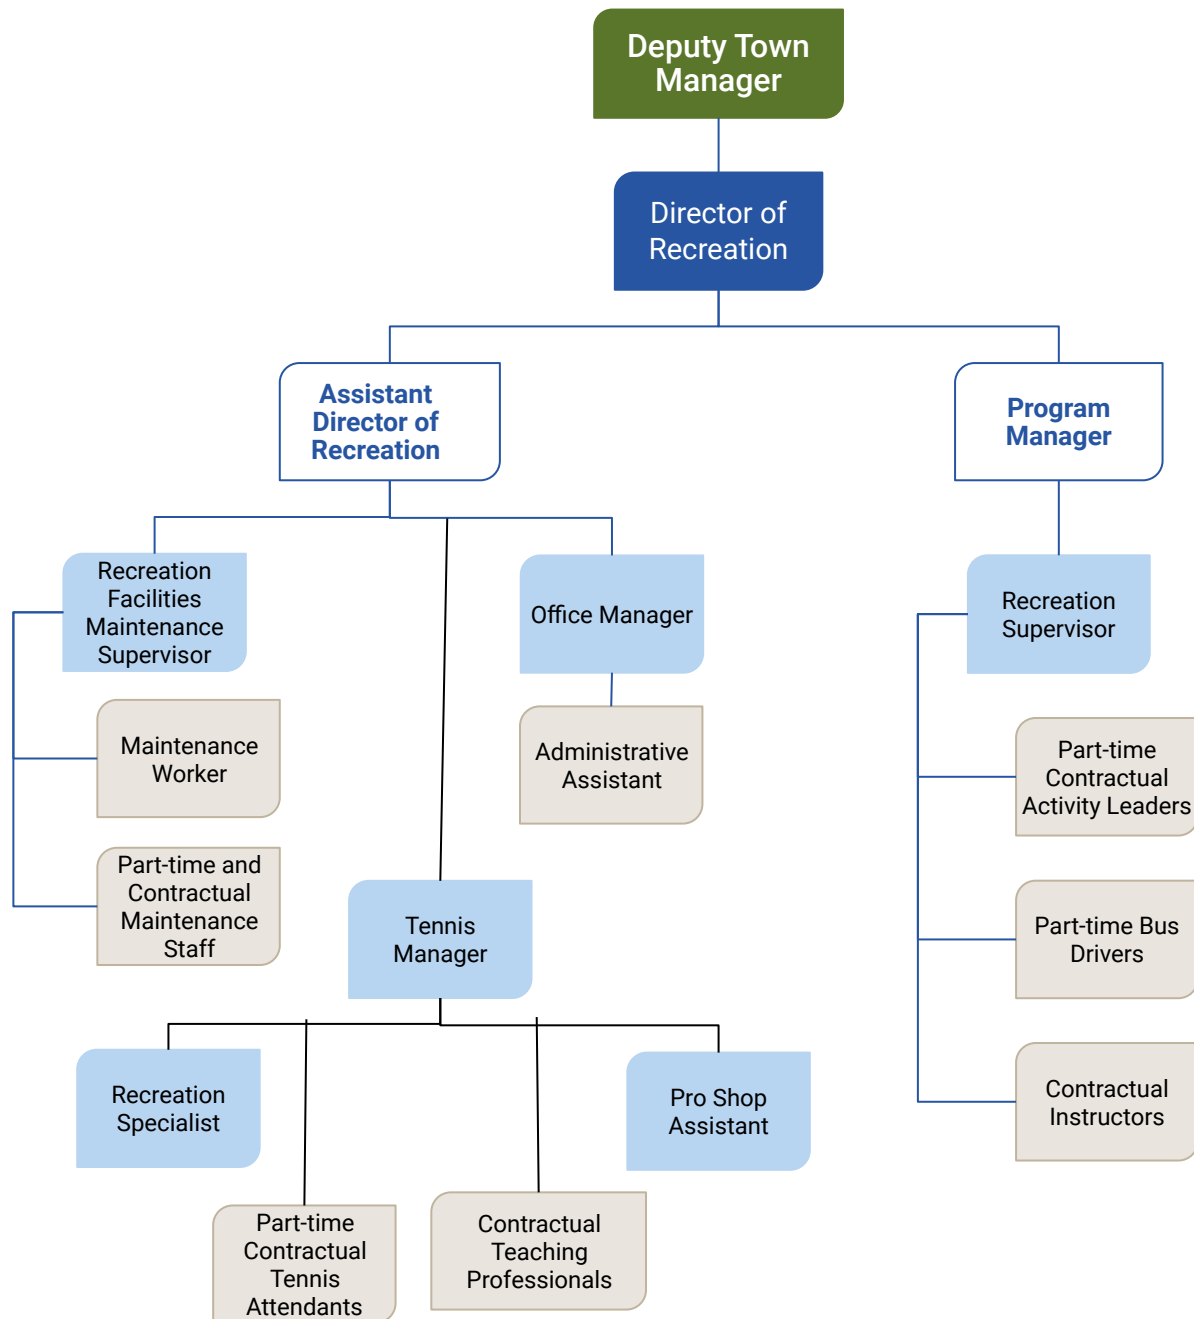 Deputy Town
Manager
Director of
Recreation
Assistant
Director of
Recreation
Program
Manager
Recreation
Facilities
Maintenance
Supervisor
Office Manager
Recreation
Supervisor
Maintenance
Worker
Administrative
Assistant
Part-time
Contractual
Activity Leaders
Part-time and
Contractual
Maintenance
Staff
Tennis
Manager
Part-time Bus
Drivers
Recreation
Specialist
Pro Shop
Assistant
Contractual
Instructors
Part-time
Contractual
Tennis
Attendants
Contractual
Teaching
Professionals